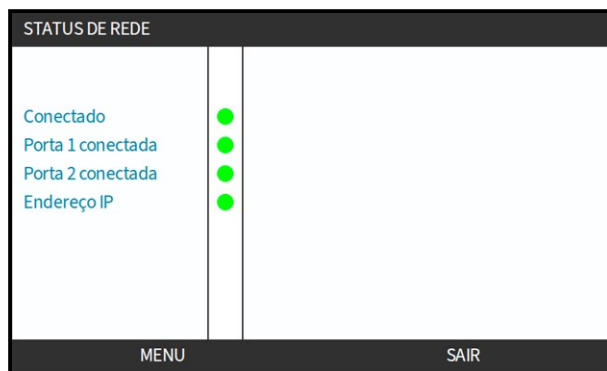 STATUS DE REDE
Conectado
Porta 1 conectada
Porta 2 conectada
Endereço IP
MENU SAIR